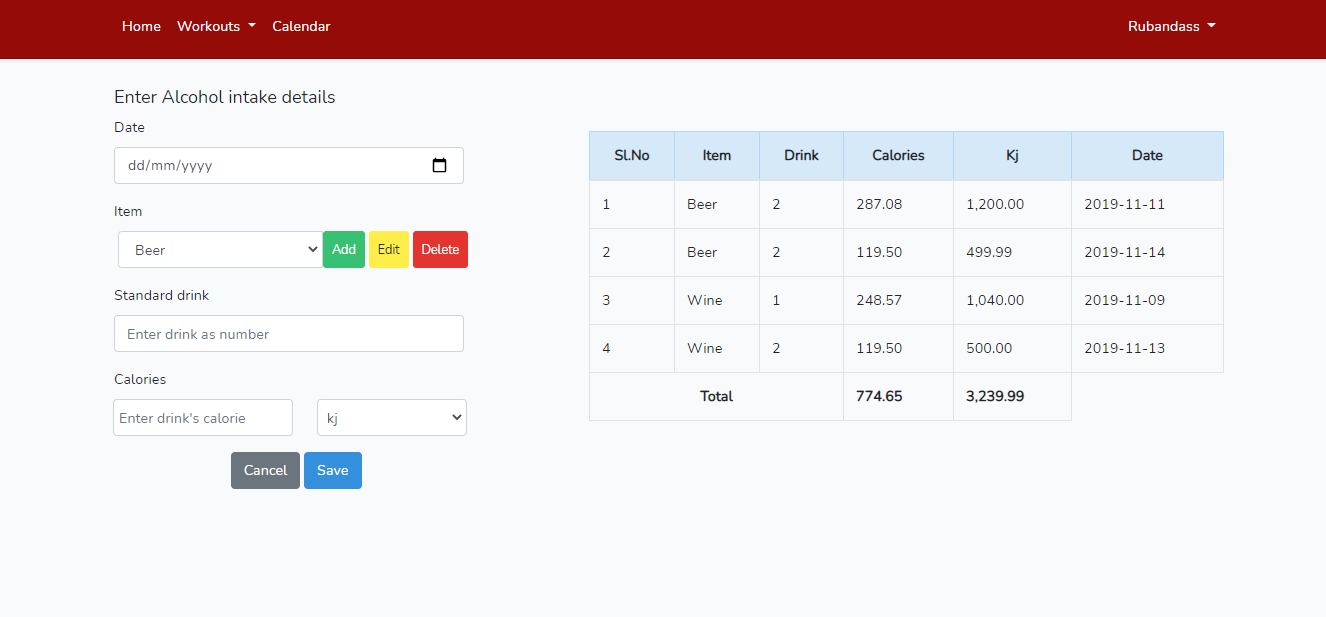 Home Workouts Calendar Rubandass
Enter Alcohol intake details
Date
dd/mm/yyyy
Item
Beer Add Edit Delete
Standard drink
Enter drink as number
Calories
Enter drink's calorie kj
Cancel Save
Sl.No Item Drink Calories Kj Date
1 Beer 2 287.08 1,200.00 2019-11-11
2 Beer 2 119.50 499.99 2019-11-14
3 Wine 1 248.57 1,040.00 2019-11-09
4 Wine 2 119.50 500.00 2019-11-13
Total 774.65 3,239.99